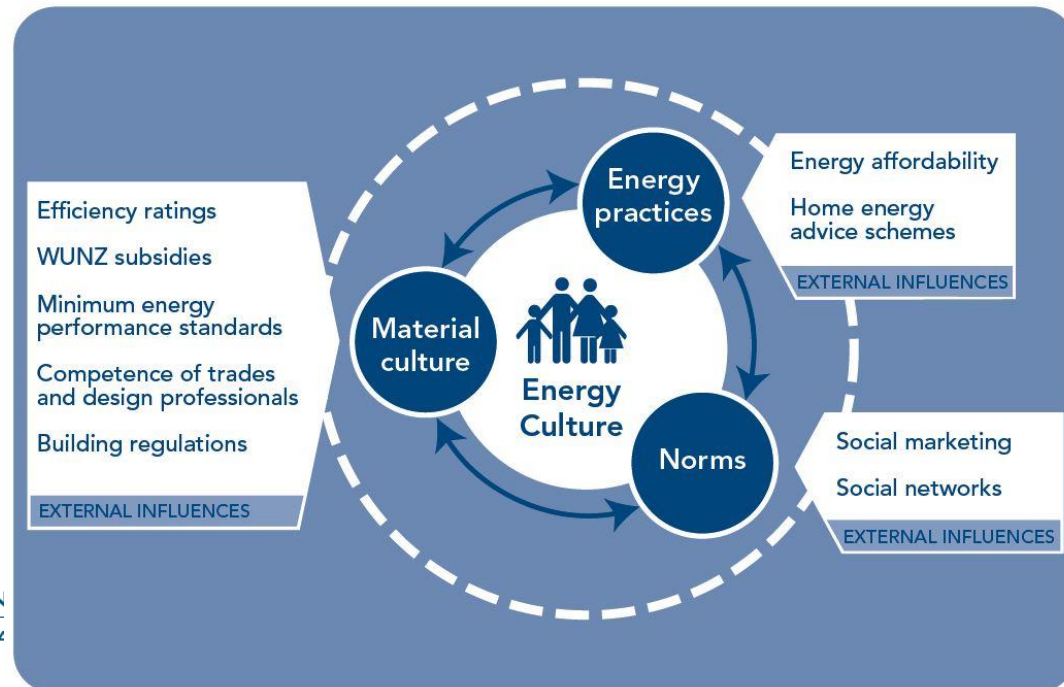 Efficiency ratings
WUNZ subsidies
Minimum energy
performance standards
Competence of trades
and design professionals
Building regulations
EXTERNAL INFLUENCES
Material
culture
Energy
practices
Norms
Energy
Culture
Energy affordability
Home energy
advice schemes
EXTERNAL INFLUENCES
Social marketing
Social networks
EXTERNAL INFLUENCES